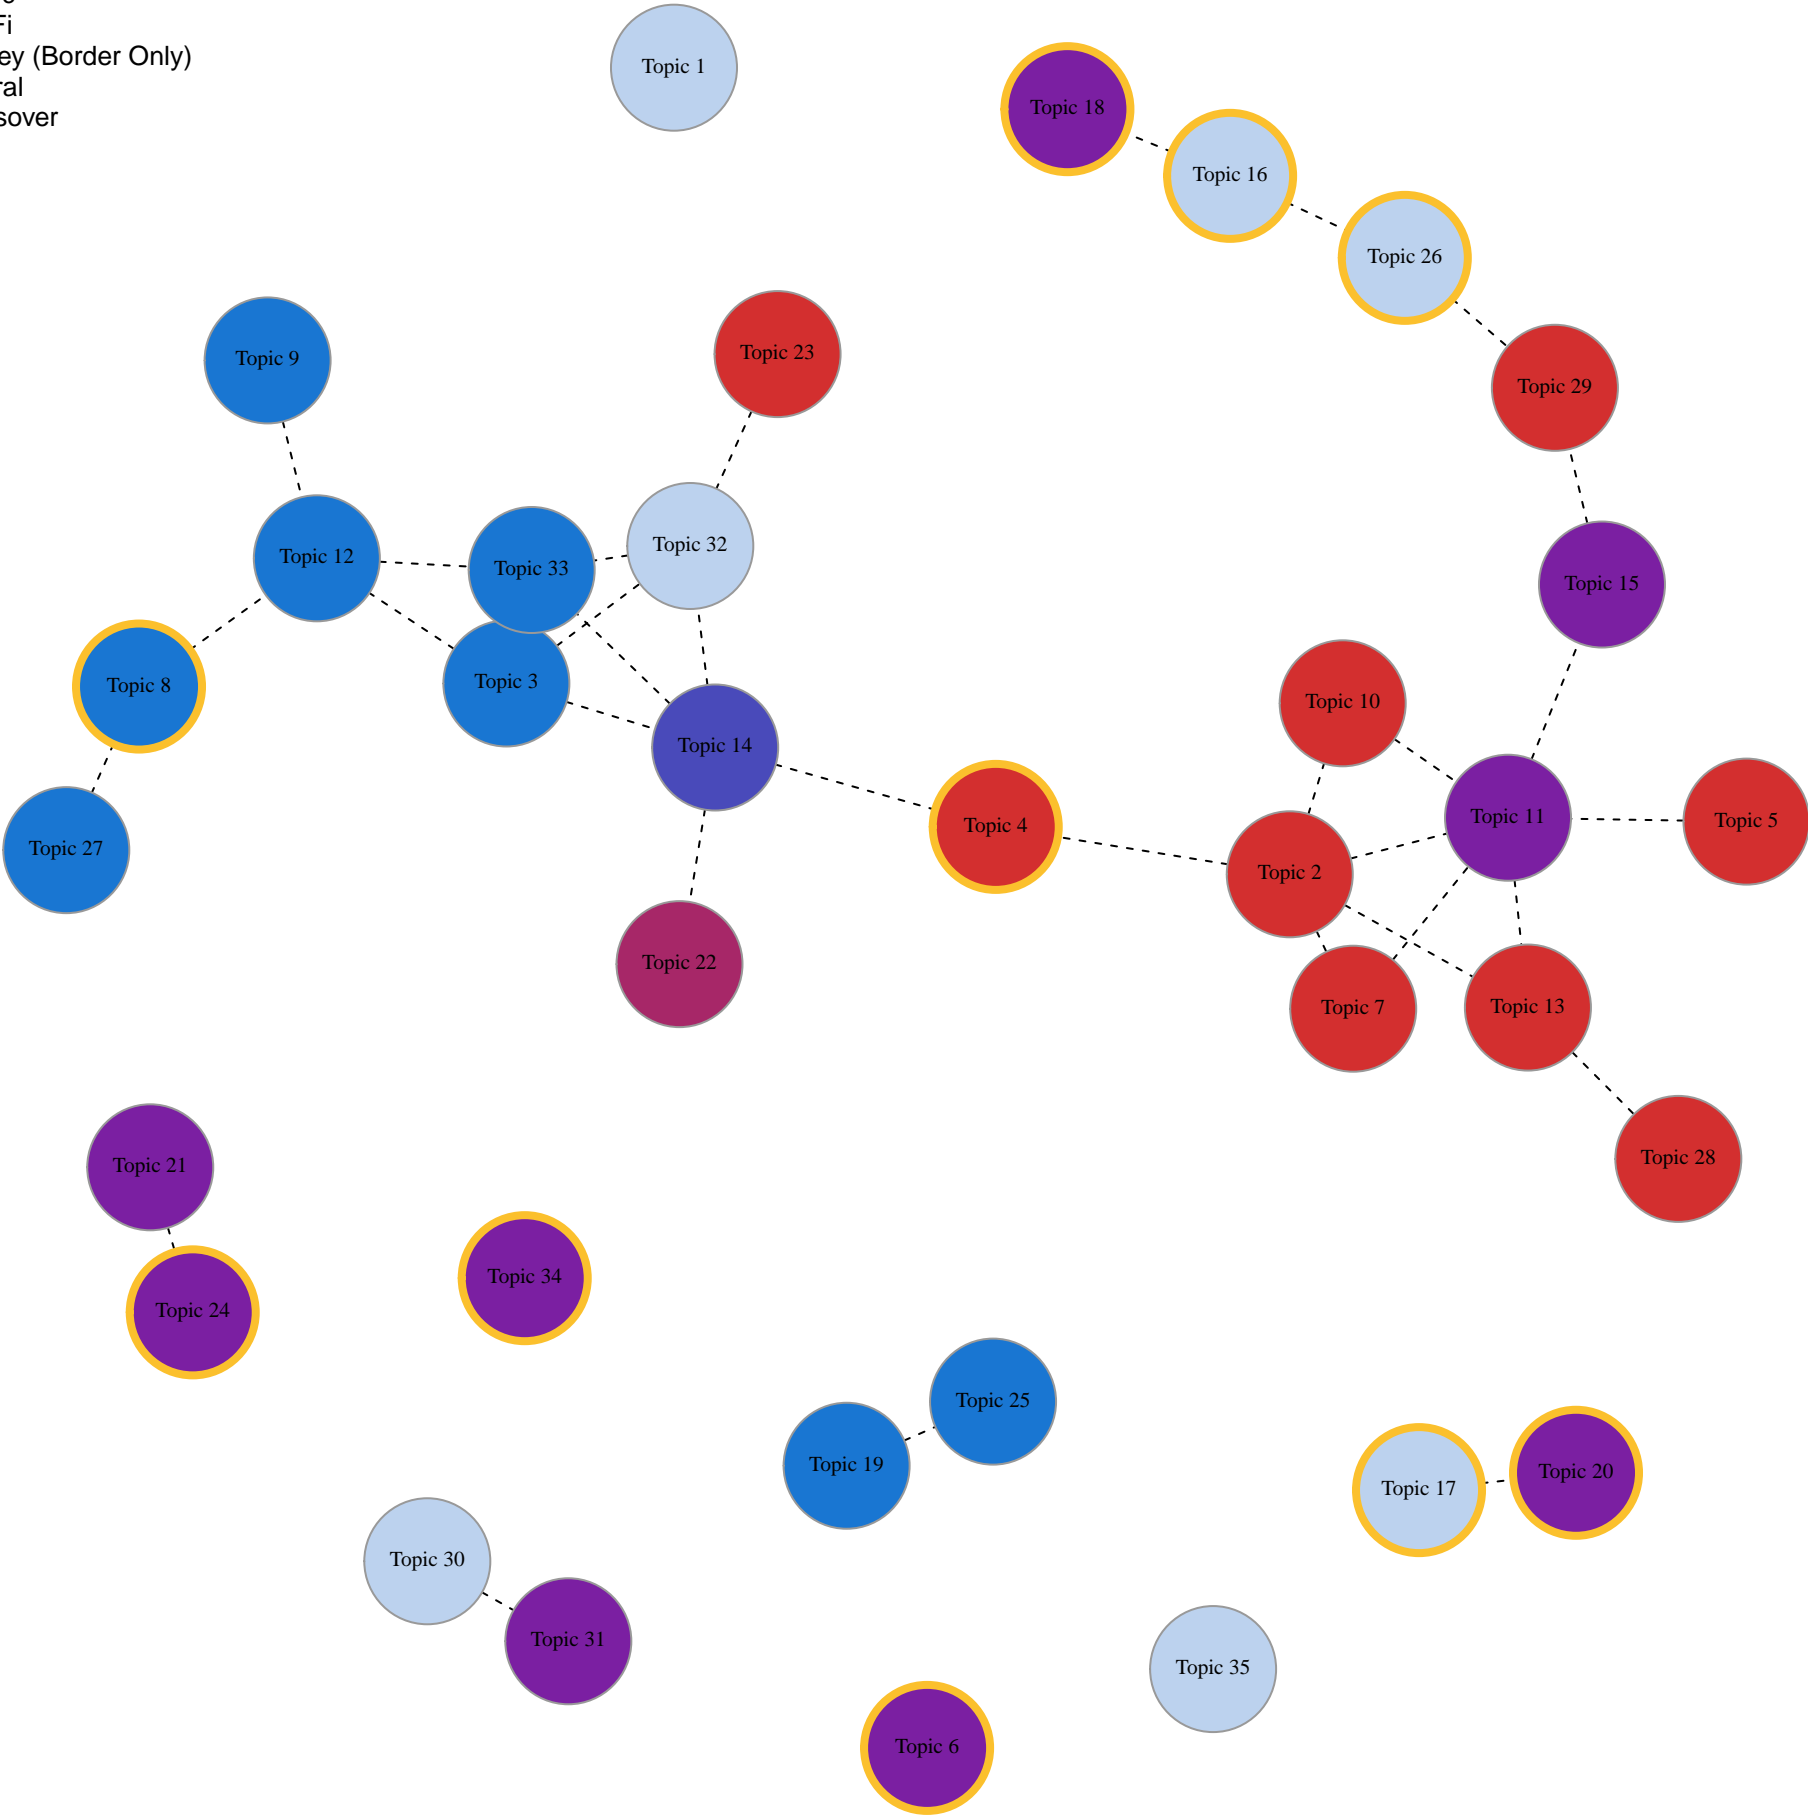 Fi
ey (Border Only)
ral
sover
Topic 1
Topic 18
Topic 16
Topic 26
Topic 9
Topic 23
Topic 29
Topic 12
Topic 33
Topic 32
Topic 15
Topic 8
Topic 3
Topic 14
Topic 10
Topic 27
Topic 4
Topic 2
Topic 11
Topic 5
Topic 22
Topic 7
Topic 13
Topic 28
Topic 21
Topic 24
Topic 34
Topic 25
Topic 19
Topic 17
Topic 20
Topic 30
Topic 31
Topic 35
Topic 6